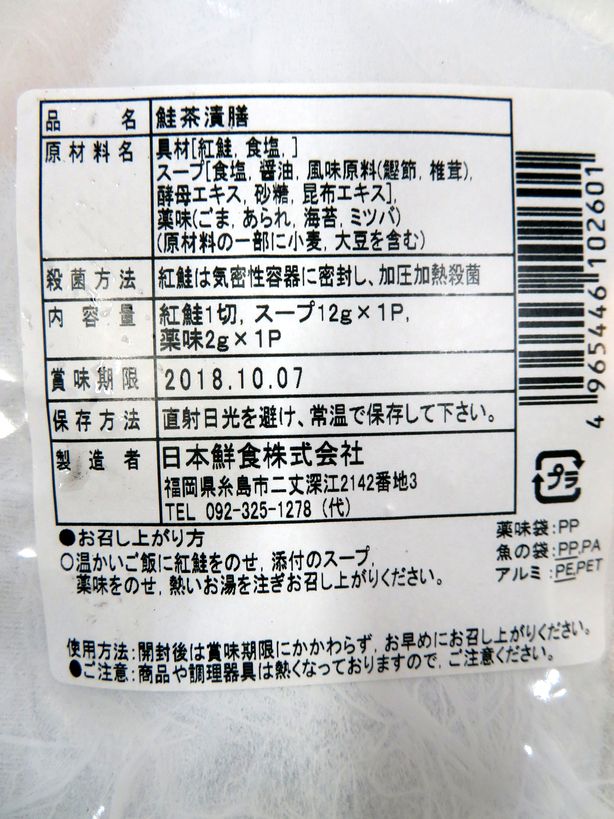 品名 鮭茶漬膳
原材料名 具材[紅鮭, 食塩, ]
スープ[食塩, 醤油, 風味原料(鰹節, 椎茸),
酵母エキス, 砂糖, 昆布エキス],
薬味(ごま, あられ, 海苔, ミツバ)
(原材料の一部に小麦, 大豆を含む)
殺菌方法 紅鮭は気密性容器に密封し、加圧加熱殺菌
内容量 紅鮭1切, スープ12g×1P,
薬味2g×1P
賞味期限 2018.10.07
保存方法 直射日光を避け、常温で保存して下さい。
製造者 日本鮮食株式会社
福岡県糸島市二丈深江2142番地3
TEL 092-325-1278 (代)
4965446102601
プラ
薬味袋:PP
魚の袋:PP,PA
アルミ:PE,PET
●お召し上がり方
○温かいご飯に紅鮭をのせ, 添付のスープ,
薬味をのせ, 熱いお湯を注ぎお召し上がりください。
使用方法:開封後は賞味期限にかかわらず, お早めにお召し上がりください。
●ご注意:商品や調理器具は熱くなっておりますので, ご注意ください。